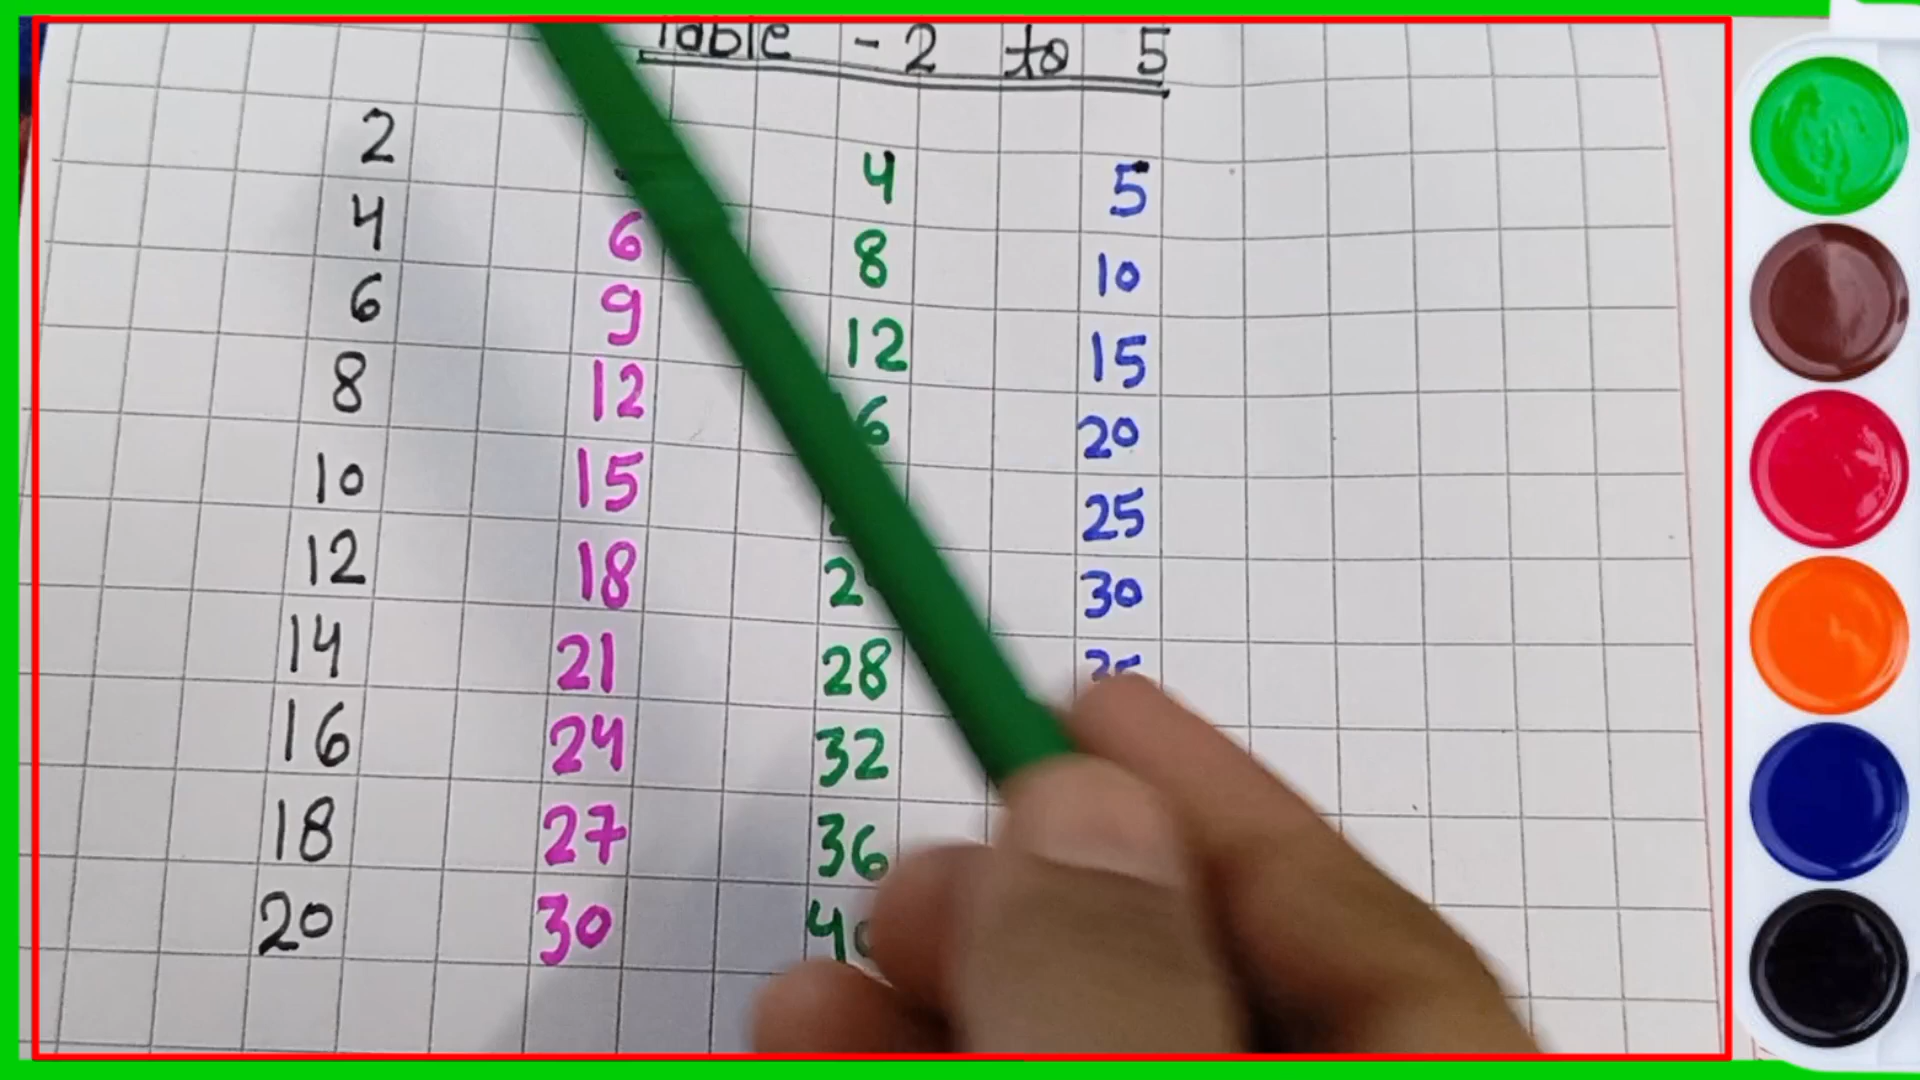 Table - 2 to 5
2 4 5
4 6 8 10
6 9 12 15
8 12 20
10 15 25
12 18 30
14 21 28
16 24 32
18 27 36
20 30 40